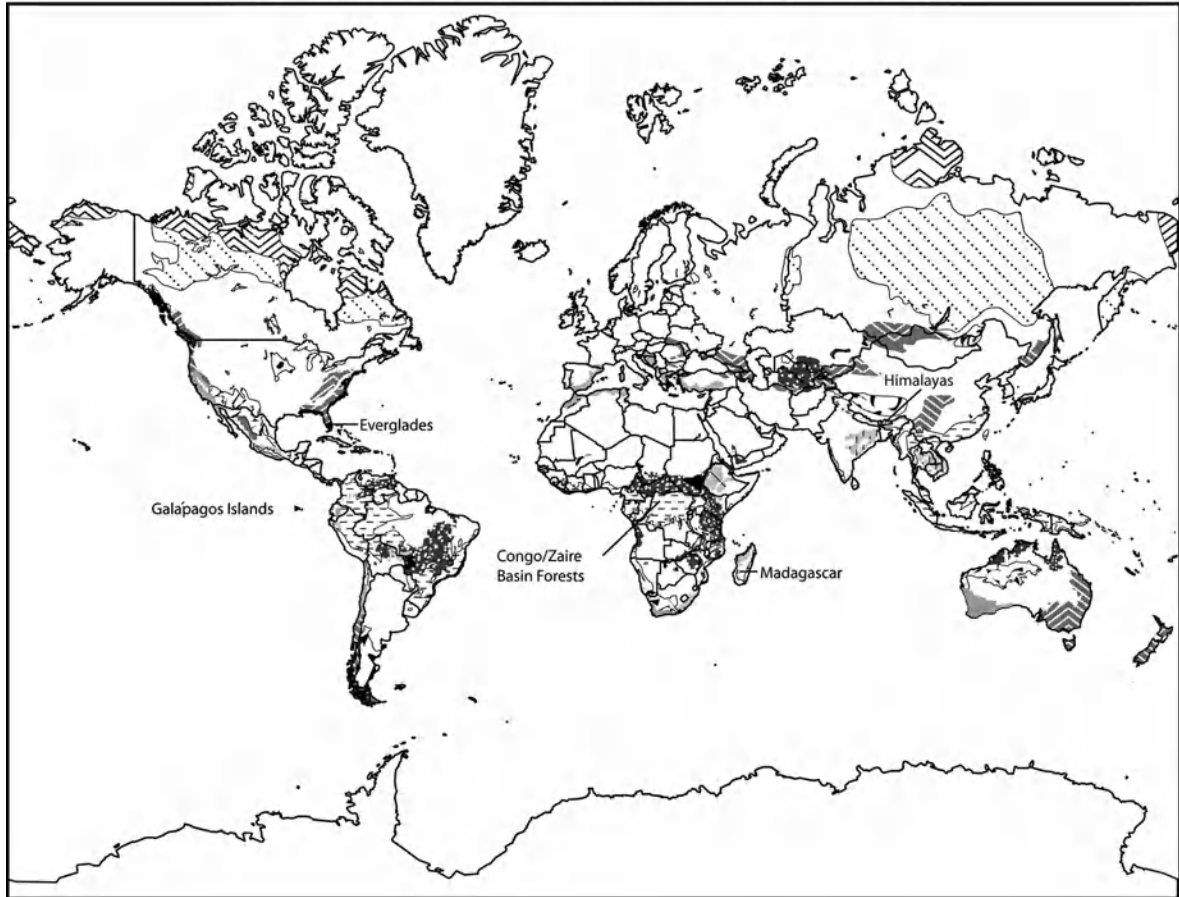 Himalayas
Everglades
Galápagos Islands
Congo/Zaire
Basin Forests
Madagascar